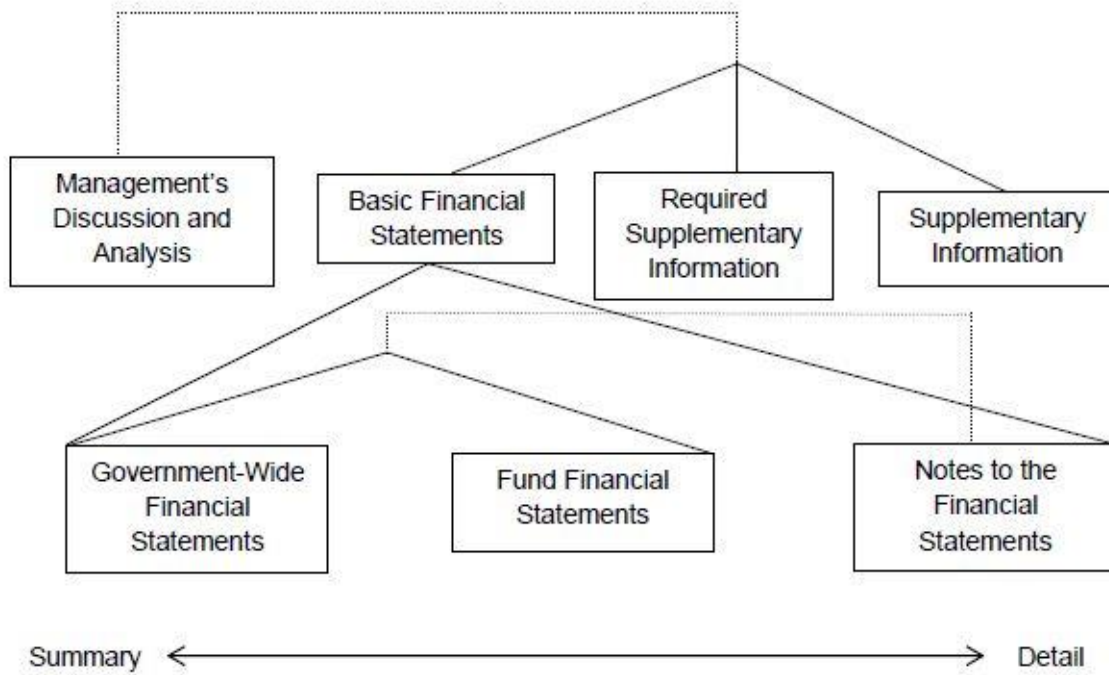 Management's
Discussion and
Analysis
Basic Financial
Statements
Required
Supplementary
Information
Supplementary
Information
Government-Wide
Financial
Statements
Fund Financial
Statements
Notes to the
Financial
Statements
Summary
Detail